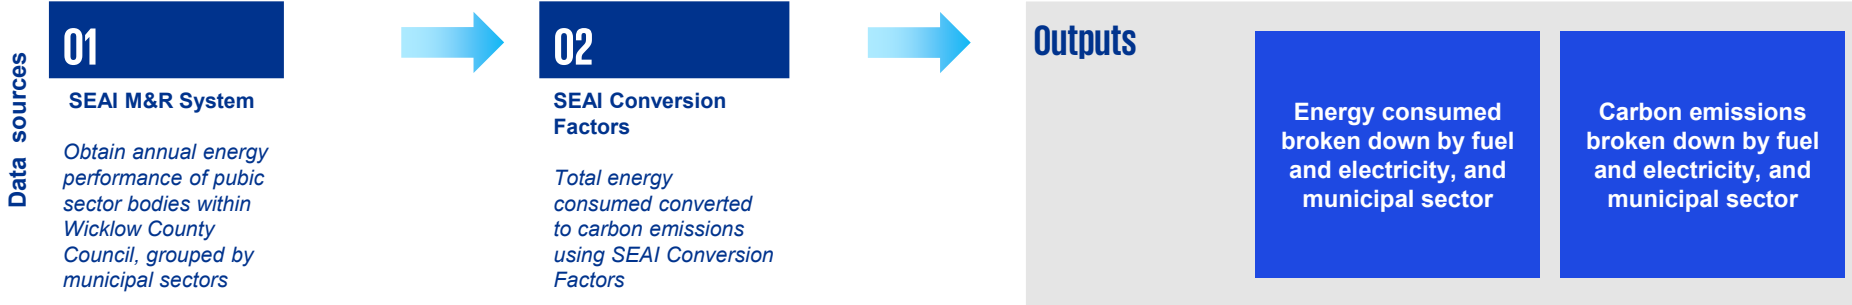 Data sources
01
SEAI M&R System
Obtain annual energy
performance of pubic
sector bodies within
Wicklow County
Council, grouped by
municipal sectors
02
SEAI Conversion
Factors
Total energy
consumed converted
to carbon emissions
using SEAI Conversion
Factors
Outputs
Energy consumed
broken down by fuel
and electricity, and
municipal sector
Carbon emissions
broken down by fuel
and electricity, and
municipal sector